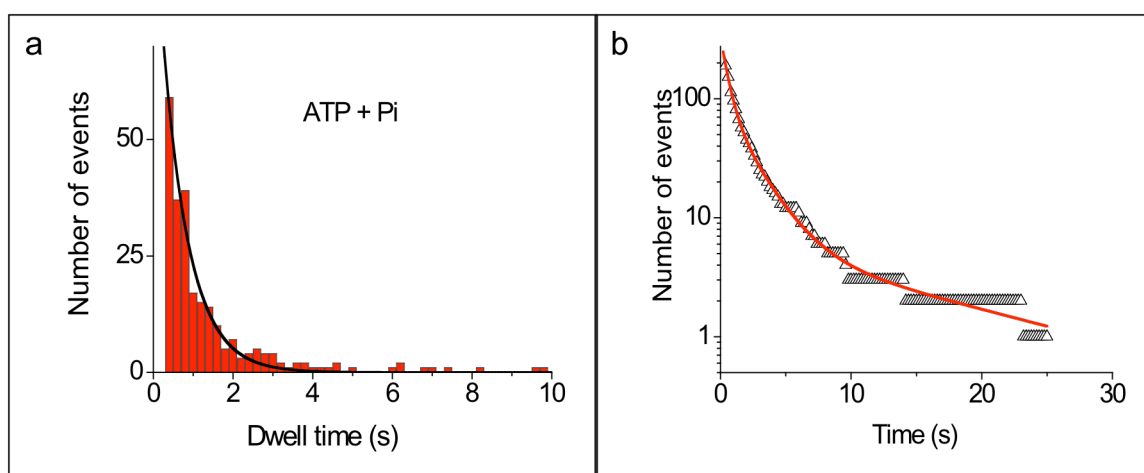 a
Number of events
50
25
0
ATP + Pi
0 2 4 6 8 10
Dwell time (s)
b
Number of events
100
10
1
0 10 20 30
Time (s)